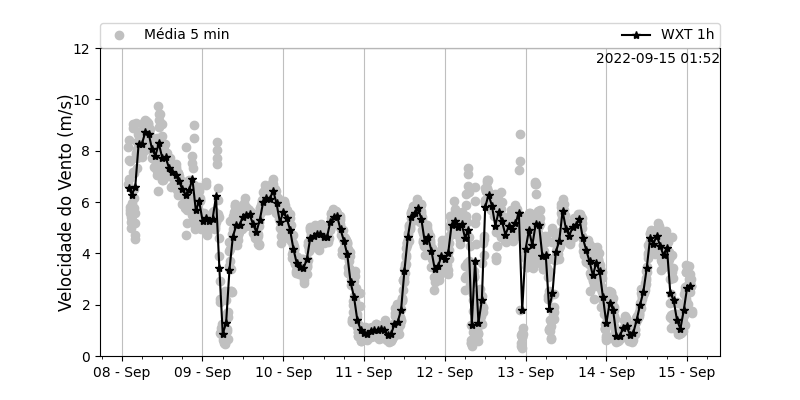 Média 5 min
WXT 1h
2022-09-15 01:52
Velocidade do Vento (m/s)
12
10
8
6
4
2
0
08 - Sep
09 - Sep
10 - Sep
11 - Sep
12 - Sep
13 - Sep
14 - Sep
15 - Sep